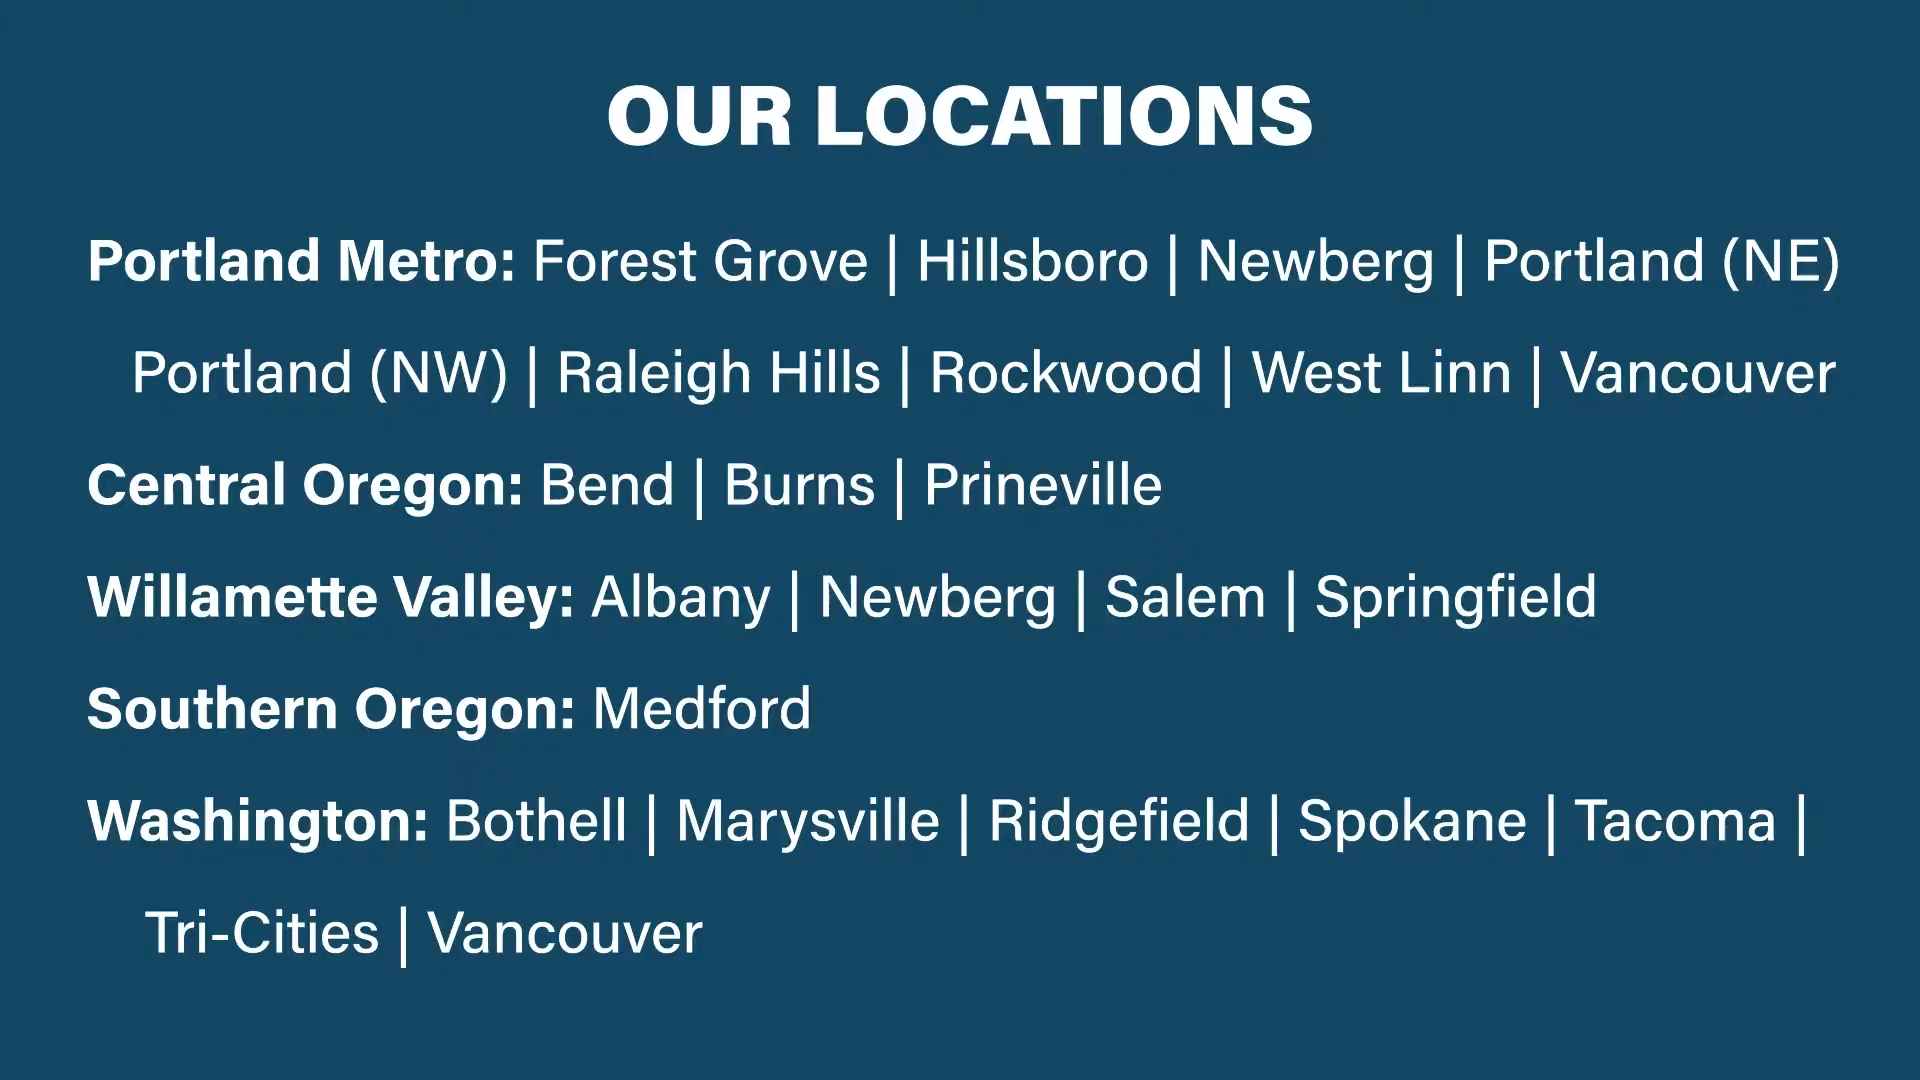 OUR LOCATIONS
Portland Metro: Forest Grove | Hillsboro | Newberg | Portland (NE)
Portland (NW) | Raleigh Hills | Rockwood | West Linn | Vancouver
Central Oregon: Bend | Burns | Prineville
Willamette Valley: Albany | Newberg | Salem | Springfield
Southern Oregon: Medford
Washington: Bothell | Marysville | Ridgefield | Spokane | Tacoma |
Tri-Cities | Vancouver